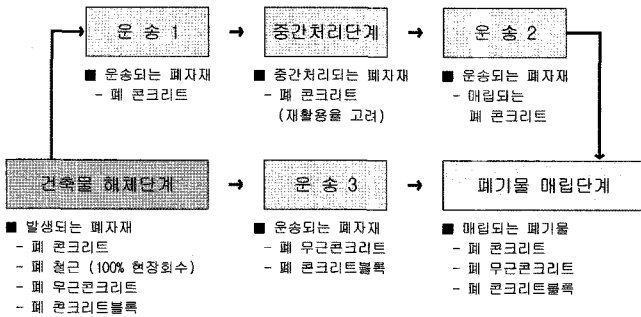 운 송 1
중간처리단계
운 송 2
■ 운송되는 폐자재
- 폐 콘크리트
■ 중간처리되는 폐자재
- 폐 콘크리트
(재활용율 고려)
■ 운송되는 폐자재
- 매립되는
폐 콘크리트
건축물 해체단계
운 송 3
폐기물 매립단계
■ 발생되는 폐자재
- 폐 콘크리트
- 폐 철근 (100% 현장회수)
- 폐 무근콘크리트
- 폐 콘크리트블록
■ 운송되는 폐자재
- 폐 무근콘크리트
- 폐 콘크리트블록
■ 매립되는 폐기물
- 폐 콘크리트
- 폐 무근콘크리트
- 폐 콘크리트블록